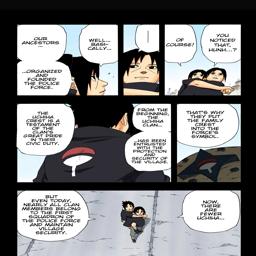 YOU
NOTICED
THAT,
HUNH...?
OF
COURSE!
WELL...
BASI-
CALLY...
OUR
ANCESTORS
...ORGANIZED
AND
FOUNDED
THE POLICE
FORCE.
THAT'S WHY
THEY PUT
THE FAMILY
CREST
INTO THE
FORCE'S
SYMBOL.
FROM THE
BEGINNING,
THE
UCHIHA
CLAN...
...HAS BEEN
ENTRUSTED
WITH THE
PROTECTION
AND
SECURITY OF
THE VILLAGE.
THE
UCHIHA
CREST IS A
TESTAMENT
OF THE
CLAN'S
GREAT PRIDE
IN THEIR
CIVIC DUTY.
NOW,
THERE
ARE
FEWER
UCHIHA...
BUT
EVEN TODAY,
NEARLY ALL CLAN
MEMBERS BELONG
TO THE FIRST
SQUADRON OF
THE POLICE FORCE
AND MAINTAIN
VILLAGE
SECURITY.